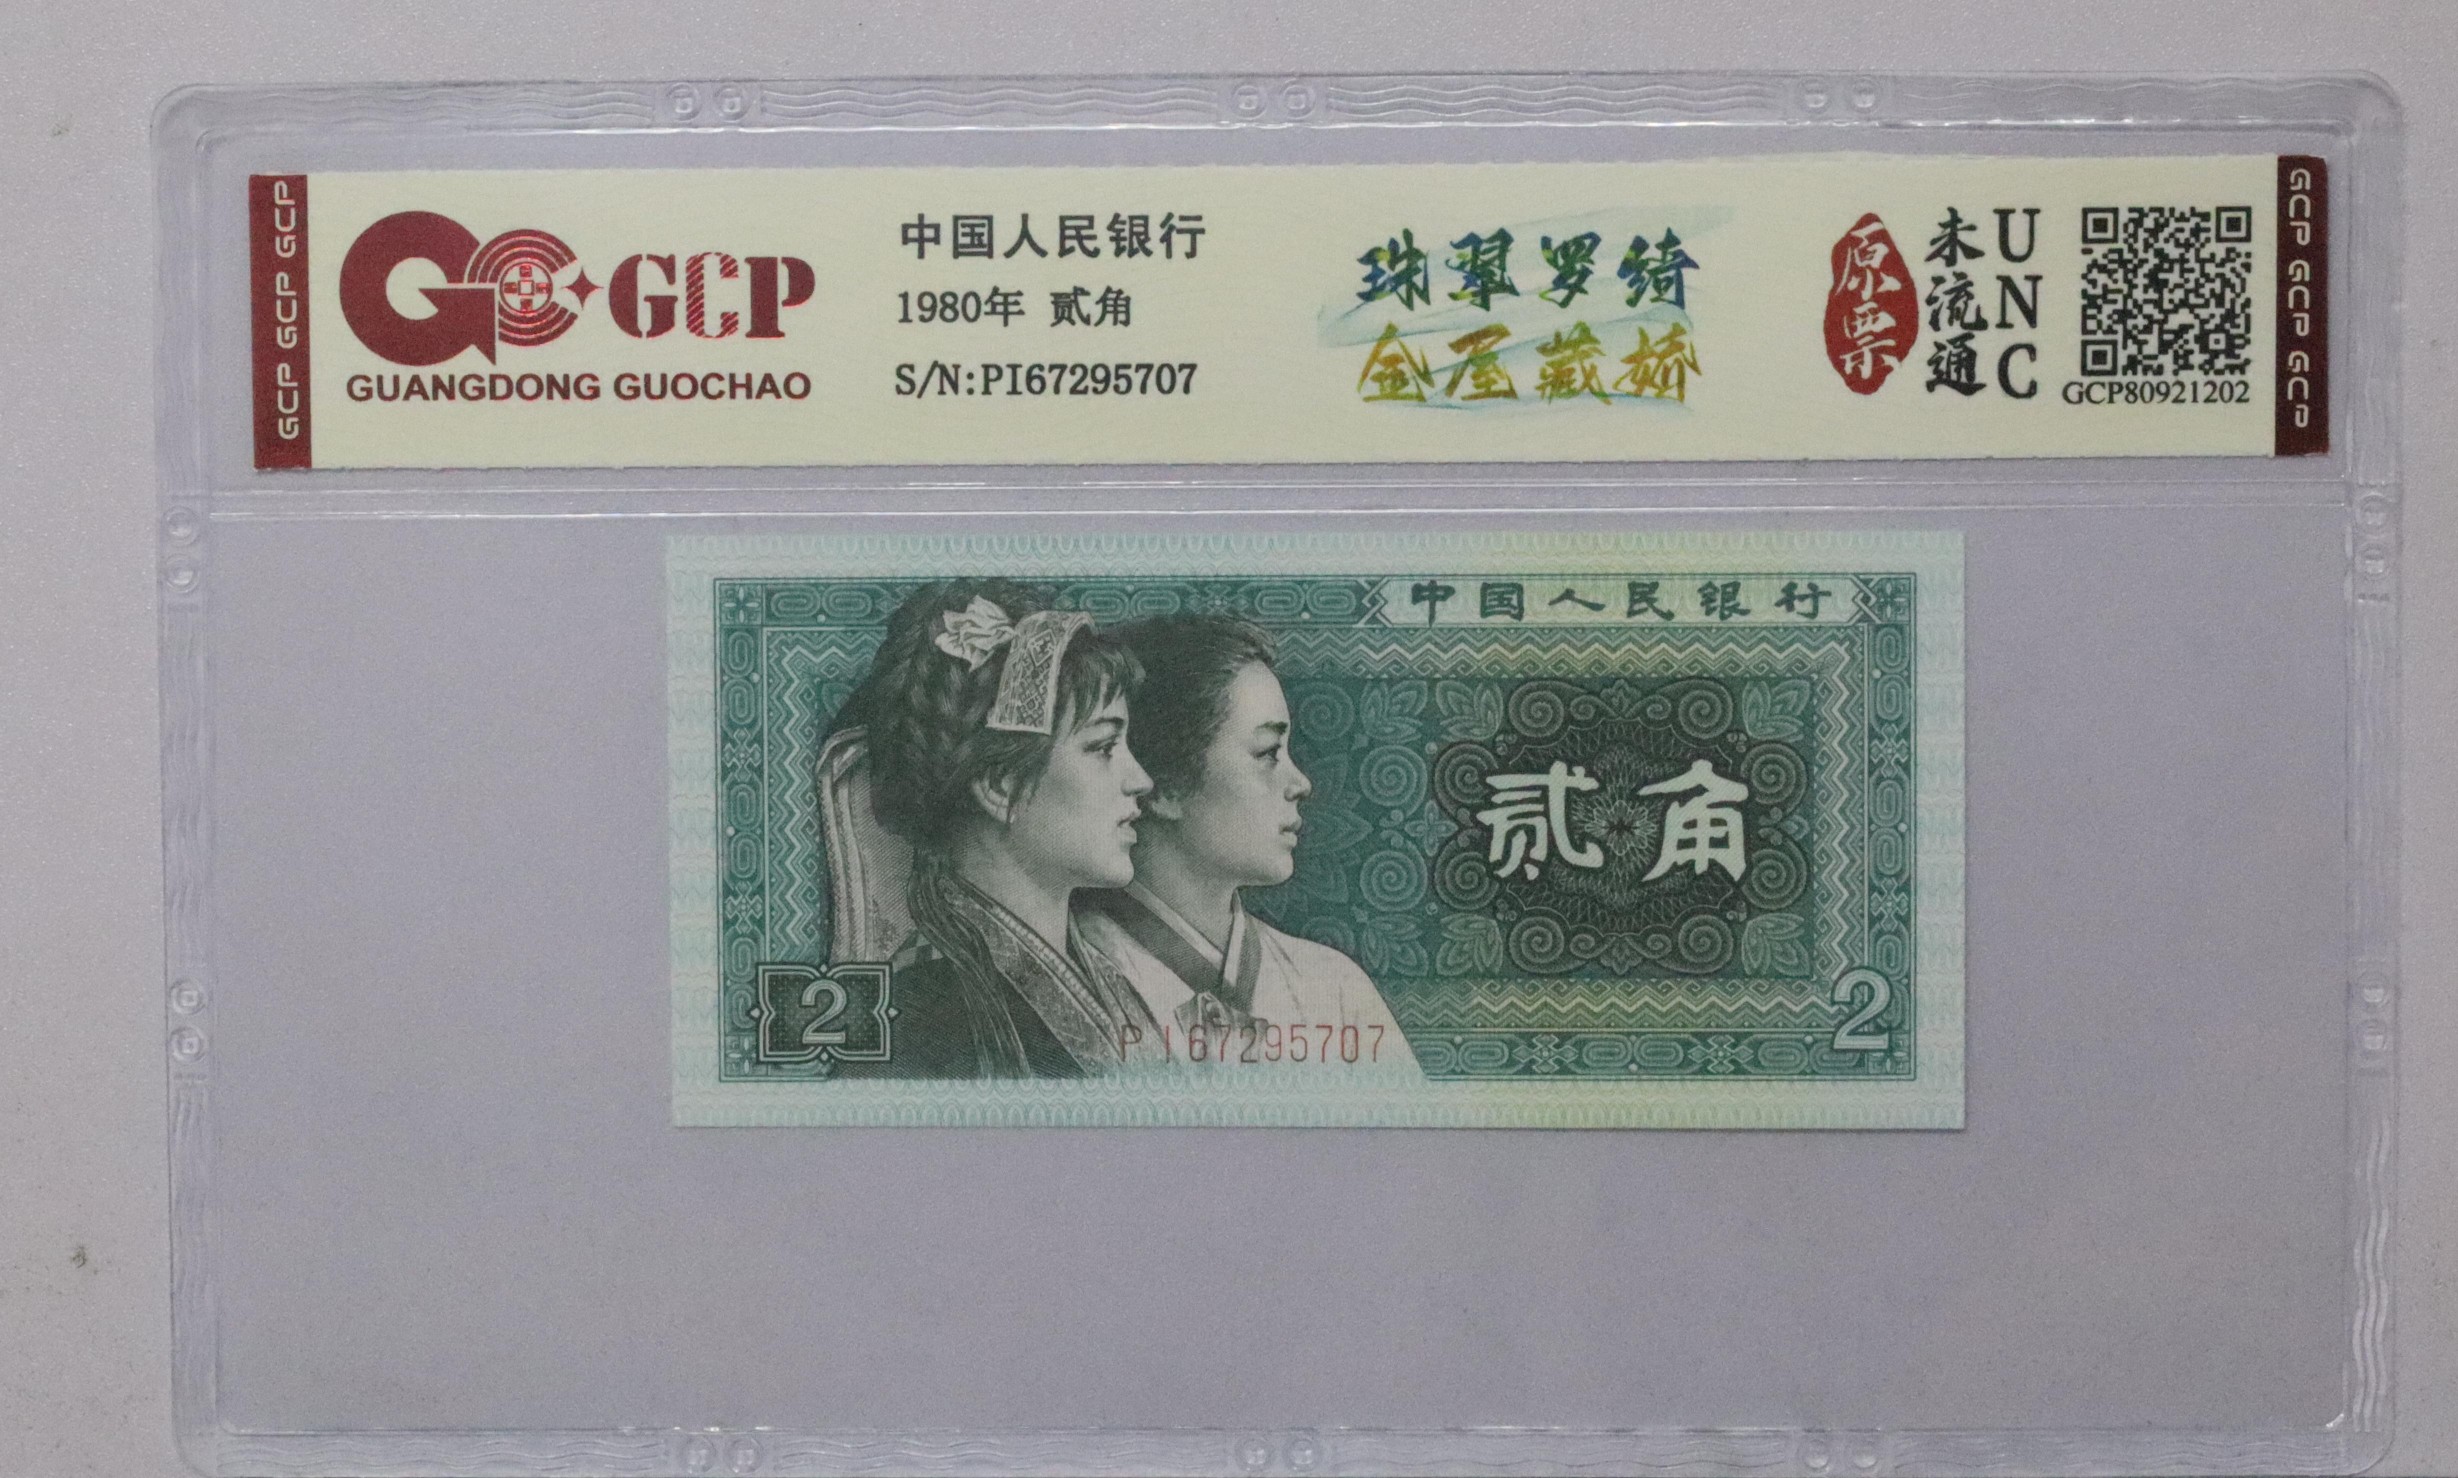 GCP GCP GCP
GCP
GUANGDONG GUOCHAO
中国人民银行
1980年 贰角
S/N:PI67295707
珠翠罗绮
金屋藏娇
原票
未流通
UNC
GCP80921202
GCP GCP GCP
中国人民银行
贰角
2
PI67295707
2